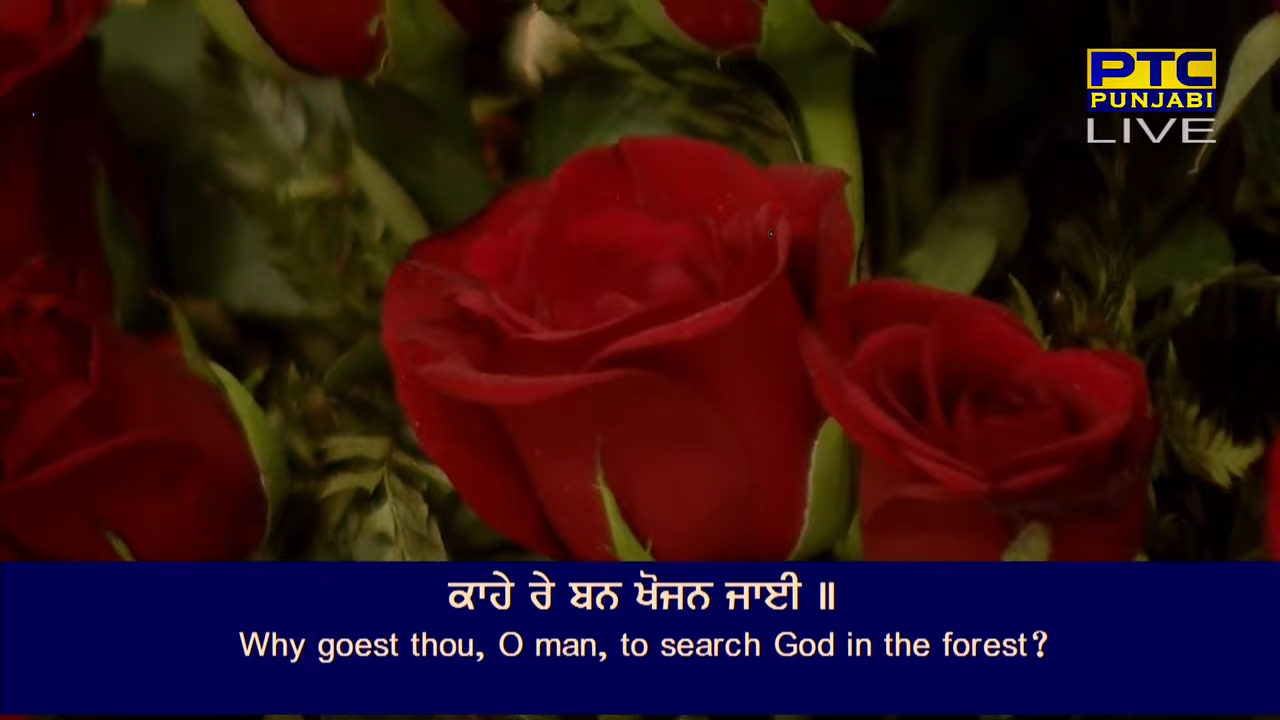 PTC
PUNJABI
LIVE
ਕਾਹੇ ਰੇ ਬਨ ਖੋਜਨ ਜਾਈ ॥
Why goest thou, O man, to search God in the forest?